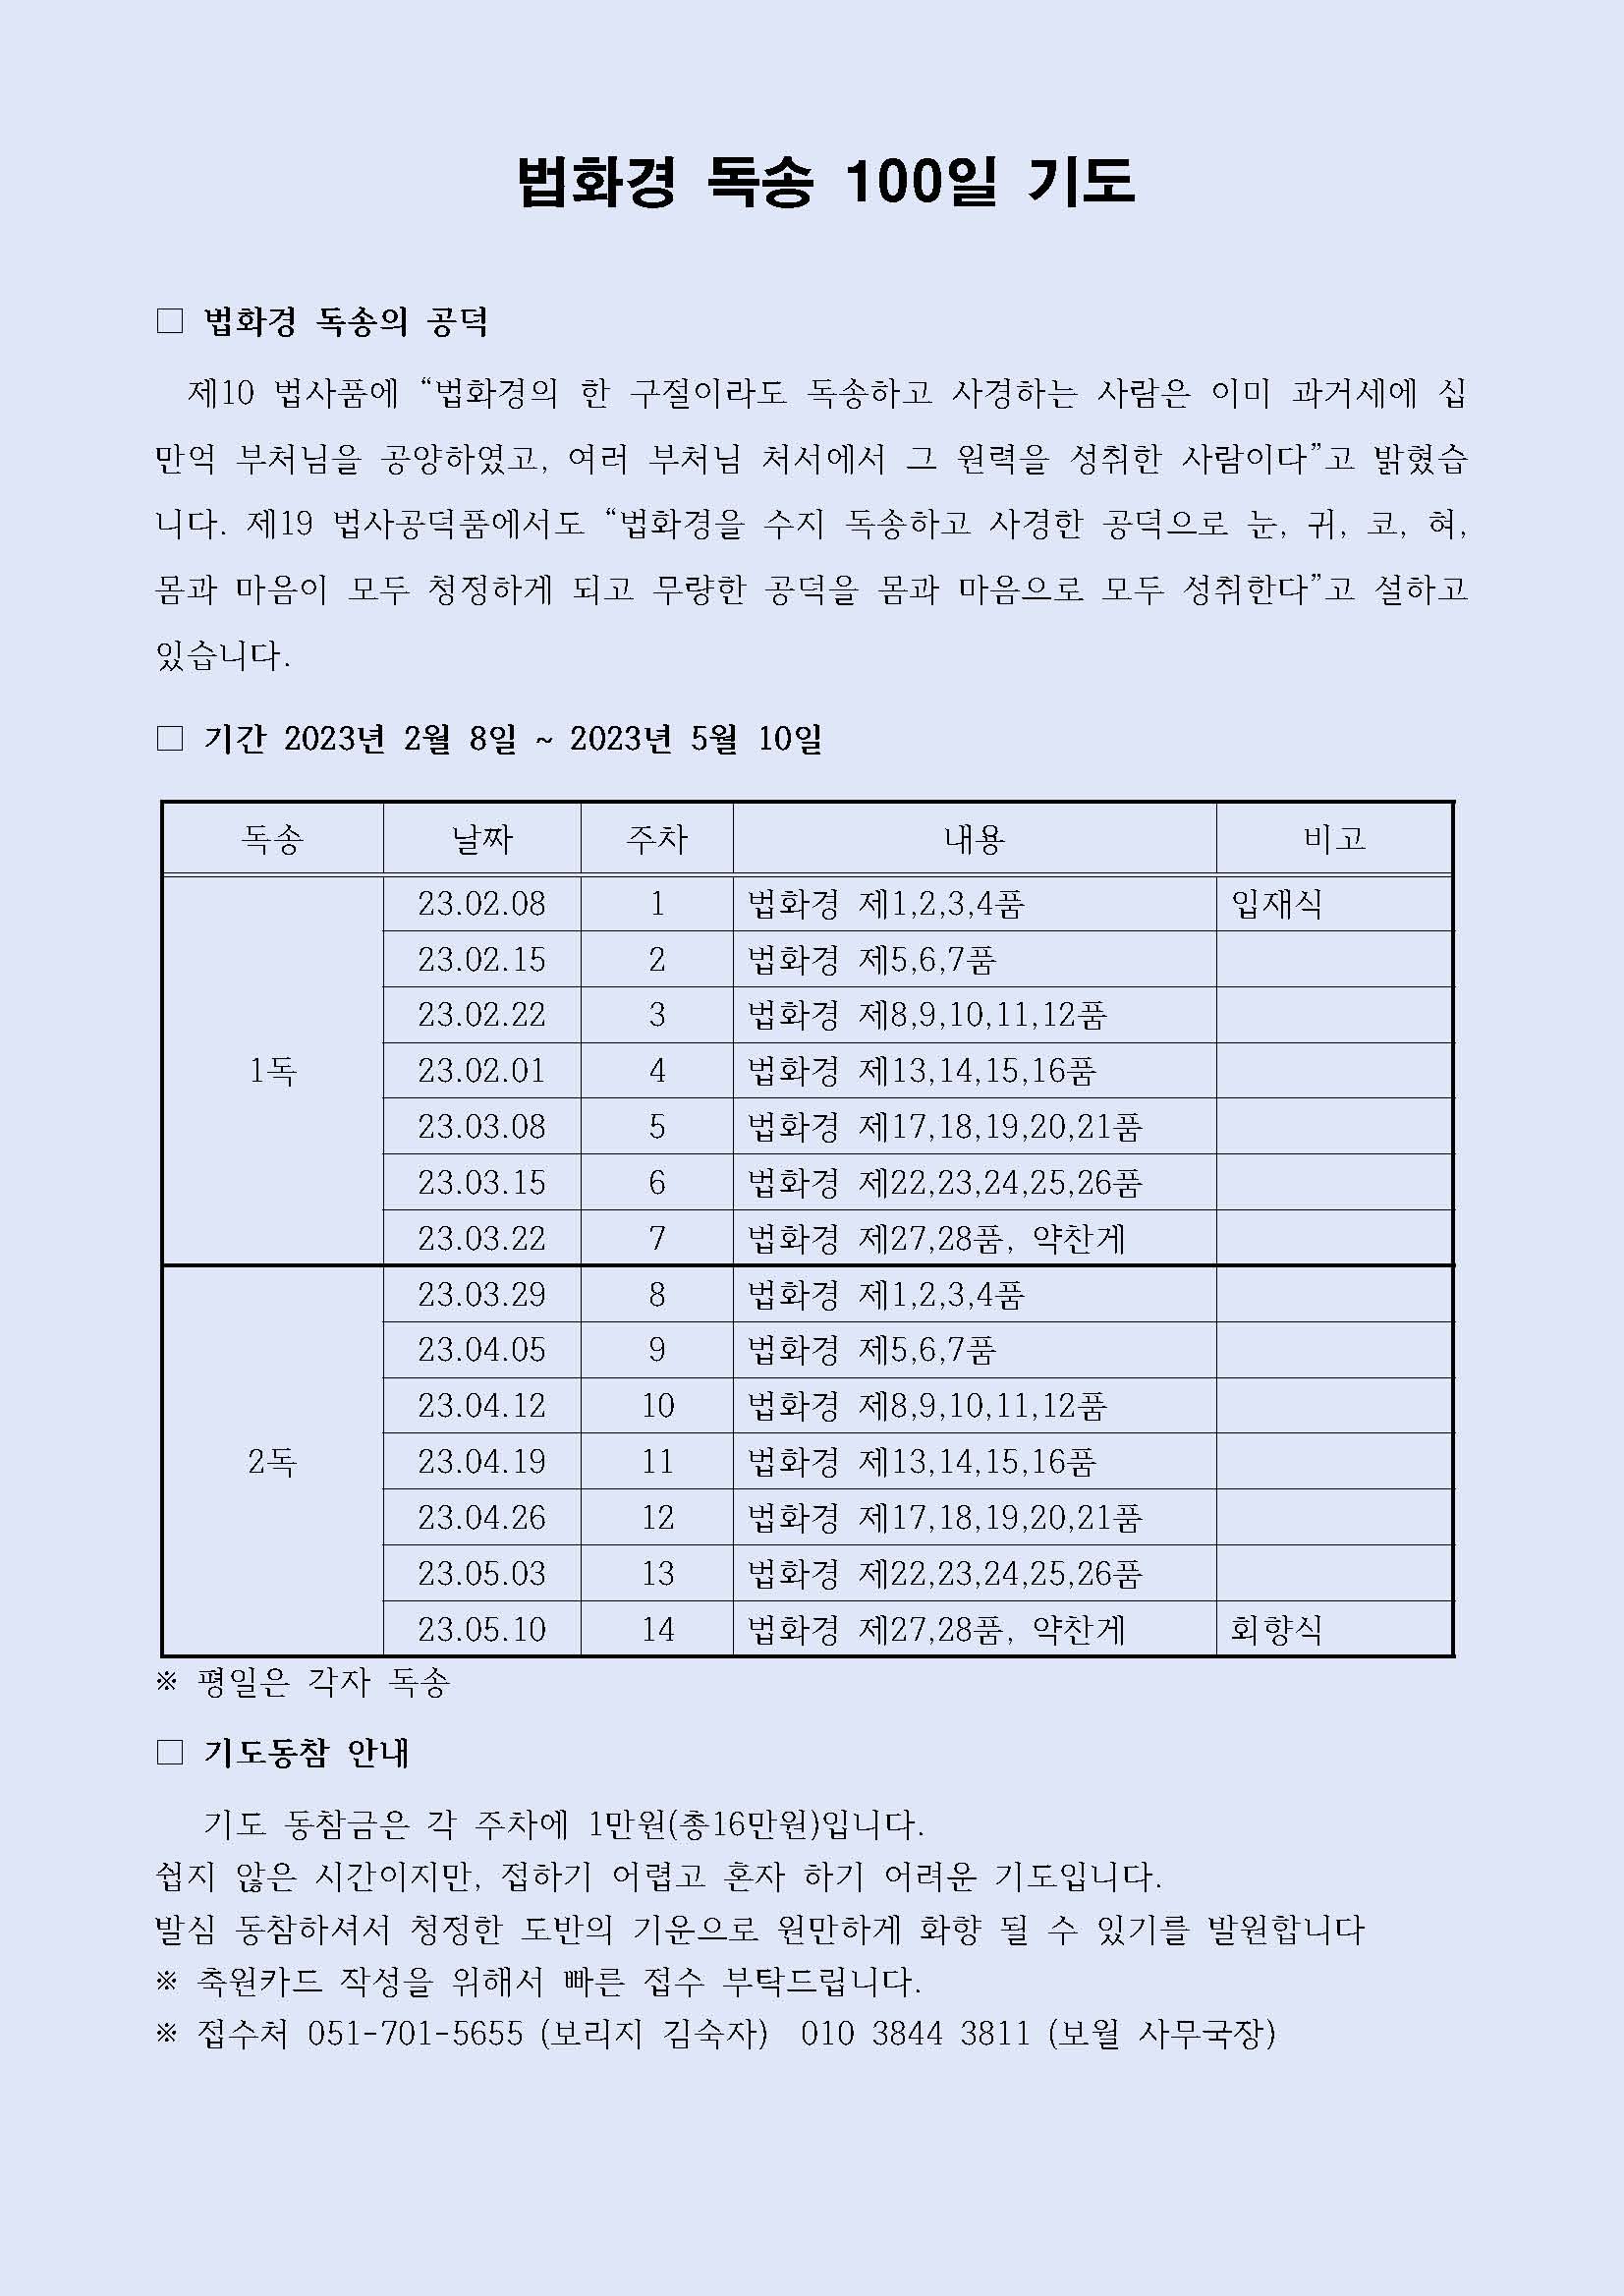 법화경 독송 100일 기도
□ 법화경 독송의 공덕
제10 법사품에 “법화경의 한 구절이라도 독송하고 사경하는 사람은 이미 과거세에 십
만억 부처님을 공양하였고, 여러 부처님 처서에서 그 원력을 성취한 사람이다”고 밝혔습
니다. 제19 법사공덕품에서도 “법화경을 수지 독송하고 사경한 공덕으로 눈, 귀, 코, 혀,
몸과 마음이 모두 청정하게 되고 무량한 공덕을 몸과 마음으로 모두 성취한다”고 설하고
있습니다.
□ 기간 2023년 2월 8일 ~ 2023년 5월 10일
독송 날짜 주차 내용 비고
23.02.08 1 법화경 제1,2,3,4품 입재식
23.02.15 2 법화경 제5,6,7품
23.02.22 3 법화경 제8,9,10,11,12품
1독 23.02.01 4 법화경 제13,14,15,16품
23.03.08 5 법화경 제17,18,19,20,21품
23.03.15 6 법화경 제22,23,24,25,26품
23.03.22 7 법화경 제27,28품, 약찬게
23.03.29 8 법화경 제1,2,3,4품
23.04.05 9 법화경 제5,6,7품
23.04.12 10 법화경 제8,9,10,11,12품
2독 23.04.19 11 법화경 제13,14,15,16품
23.04.26 12 법화경 제17,18,19,20,21품
23.05.03 13 법화경 제22,23,24,25,26품
23.05.10 14 법화경 제27,28품, 약찬게 회향식
※ 평일은 각자 독송
□ 기도동참 안내
기도 동참금은 각 주차에 1만원(총16만원)입니다.
쉽지 않은 시간이지만, 접하기 어렵고 혼자 하기 어려운 기도입니다.
발심 동참하셔서 청정한 도반의 기운으로 원만하게 화향 될 수 있기를 발원합니다
※ 축원카드 작성을 위해서 빠른 접수 부탁드립니다.
※ 접수처 051-701-5655 (보리지 김숙자) 010 3844 3811 (보월 사무국장)